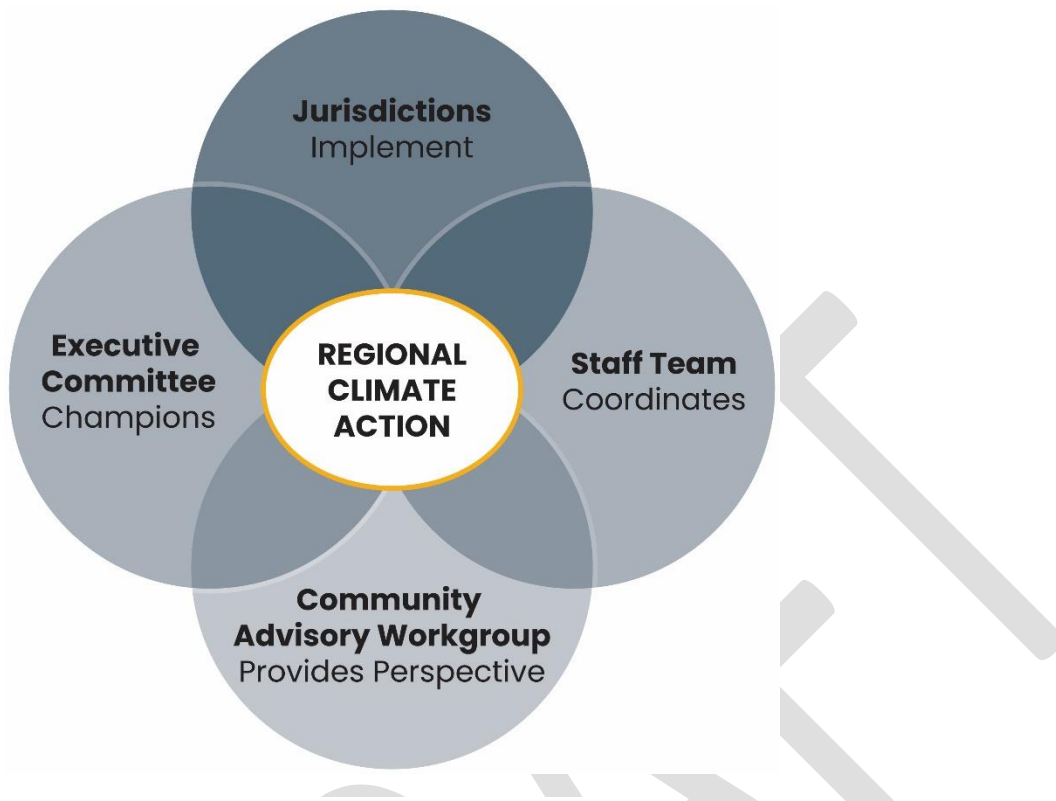 Jurisdictions
Implement
Executive
Committee
Champions
REGIONAL
CLIMATE
ACTION
Staff Team
Coordinates
Community
Advisory Workgroup
Provides Perspective